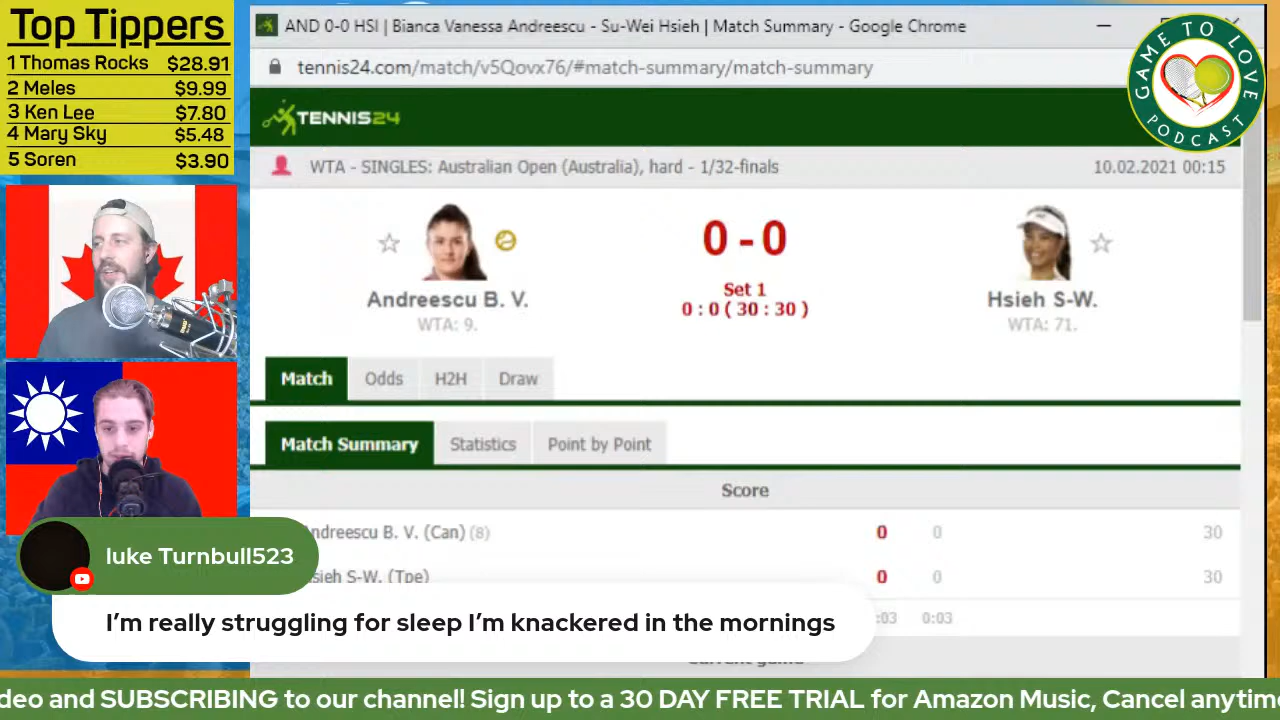 Top Tippers
1 Thomas Rocks $28.91
2 Meles $9.99
3 Ken Lee $7.80
4 Mary Sky $5.48
5 Soren $3.90
AND 0-0 HSI | Bianca Vanessa Andreescu - Su-Wei Hsieh | Match Summary - Google Chrome
tennis24.com/match/v5Qovx76/#match-summary/match-summary
GAME TO LOVE
PODCAST
TENNIS24
WTA - SINGLES: Australian Open (Australia), hard - 1/32-finals
10.02.2021 00:15
0 - 0
Set 1
0 : 0 ( 30 : 30 )
Andreescu B. V.
WTA: 9.
Hsieh S-W.
WTA: 71.
Match Odds H2H Draw
Match Summary Statistics Point by Point
Score
ndreescu B. V. (Can) (8) 0 0 30
sieh S-W. (Tpe) 0 0 30
:03 0:03
luke Turnbull523
I’m really struggling for sleep I’m knackered in the mornings
deo and SUBSCRIBING to our channel! Sign up to a 30 DAY FREE TRIAL for Amazon Music, Cancel anytime